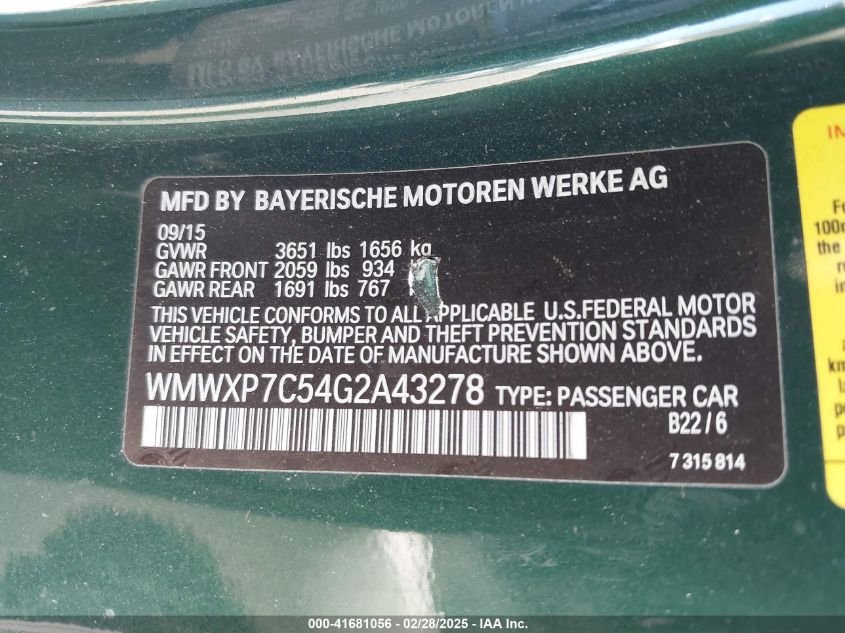 MFD BY BAYERISCHE MOTOREN WERKE AG
09/15
GVWR 3651 lbs 1656 kg
GAWR FRONT 2059 lbs 934
GAWR REAR 1691 lbs 767
THIS VEHICLE CONFORMS TO ALL APPLICABLE U.S.FEDERAL MOTOR
VEHICLE SAFETY, BUMPER AND THEFT PREVENTION STANDARDS
IN EFFECT ON THE DATE OF MANUFACTURE SHOWN ABOVE.
WMWXP7C54G2A43278 TYPE: PASSENGER CAR
B22/6
7 315 814
100
the
000-41681056 - 02/28/2025 - IAA Inc.